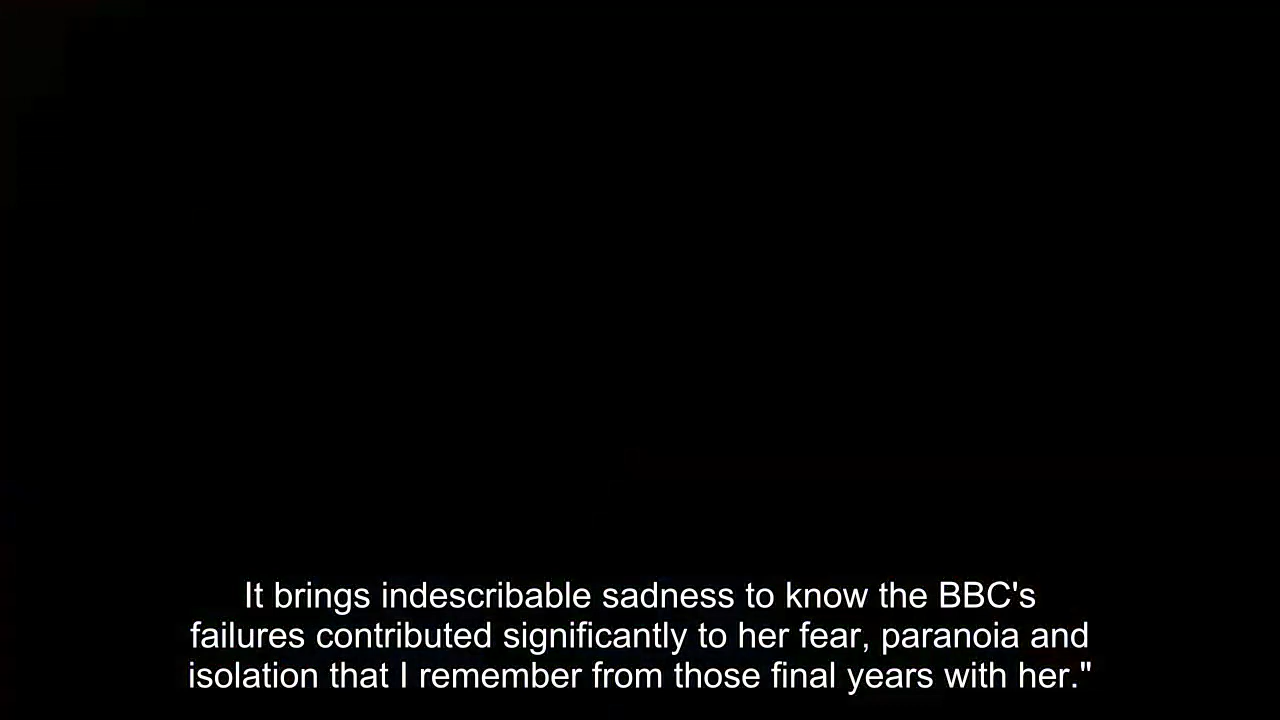 It brings indescribable sadness to know the BBC's
failures contributed significantly to her fear, paranoia and
isolation that I remember from those final years with her."